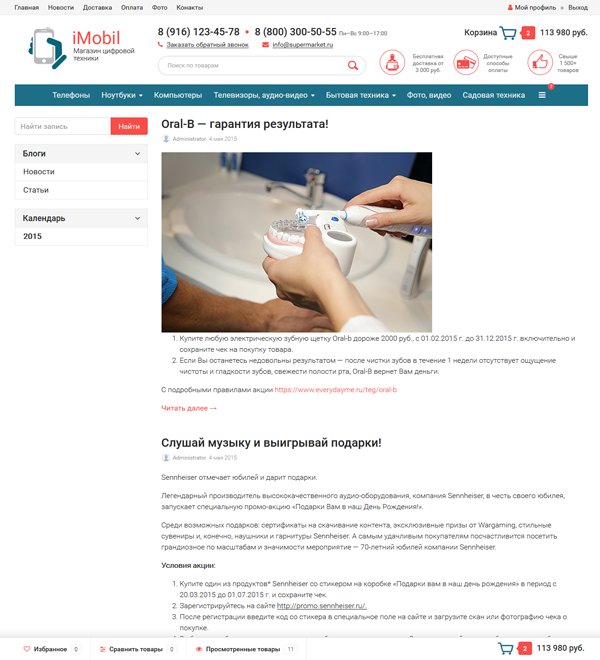 Главная Новости Доставка Оплата Фото Конакты Мой профиль Выход
iMobil
Магазин цифровой
техники
8 (916) 123-45-78 • 8 (800) 300-50-55 Пн–Вс 9:00–17:00
Заказать обратный звонок info@supermarket.ru
Поиск по товарам
Корзина 2 113 980 руб.
Бесплатная
доставка от
3 000 руб.
Доступные
способы
оплаты
Свыше
1 500+
товаров
Телефоны Ноутбуки Компьютеры Телевизоры, аудио-видео Бытовая техника Фото, видео Садовая техника
Найти запись Найти
Блоги
Новости
Статьи
Календарь
2015
Oral-B — гарантия результата!
Administrator 4 мая 2015
1. Купите любую электрическую зубную щетку Oral-b дороже 2000 руб., с 01.02.2015 г. до 31.12.2015 г. включительно и
сохраните чек на покупку товара.
2. Если Вы останетесь недовольны результатом — после чистки зубов в течение 1 недели отсутствует ощущение
чистоты и гладкости зубов, свежести полости рта, Oral-B вернет Вам деньги.
С подробными правилами акции https://www.everydayme.ru/teg/oral-b
Читать далее →
Слушай музыку и выигрывай подарки!
Administrator 4 мая 2015
Sennheiser отмечает юбилей и дарит подарки.
Легендарный производитель высококачественного аудио-оборудования, компания Sennheiser, в честь своего юбилея,
запускает специальную промо-акцию «Подарки Вам в наш День Рождения!».
Среди возможных подарков: сертификаты на скачивание контента, эксклюзивные призы от Wargaming, стильные
сувениры и, конечно, наушники и гарнитуры Sennheiser. А самым удачливым покупателям посчастливится посетить
грандиозное по масштабам и значимости мероприятие — 70-летний юбилей компании Sennheiser.
Условия акции:
1. Купите один из продуктов* Sennheiser со стикером на коробке «Подарки вам в наш день рождения» в период с
20.03.2015 до 01.07.2015 г. и сохраните чек.
2. Зарегистрируйтесь на сайте http://promo.sennheiser.ru/.
3. После регистрации введите код со стикера в специальное поле на сайте и загрузите скан или фотографию чека о
покупке.
Избранное 0 Сравнить товары 0 Просмотренные товары 11 2 113 980 руб.